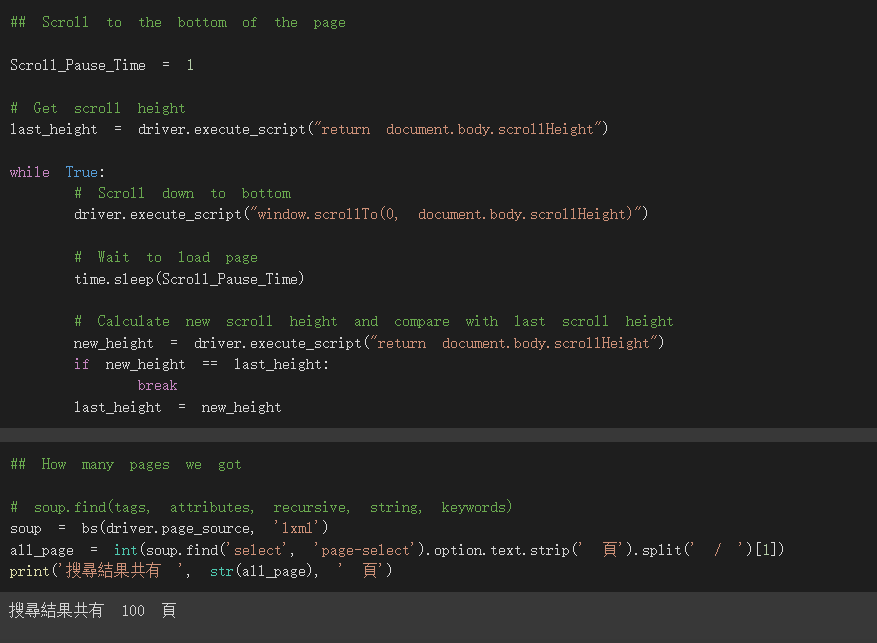 ## Scroll to the bottom of the page
Scroll_Pause_Time = 1
# Get scroll height
last_height = driver.execute_script("return document.body.scrollHeight")
while True:
# Scroll down to bottom
driver.execute_script("window.scrollTo(0, document.body.scrollHeight)")
# Wait to load page
time.sleep(Scroll_Pause_Time)
# Calculate new scroll height and compare with last scroll height
new_height = driver.execute_script("return document.body.scrollHeight")
if new_height == last_height:
break
last_height = new_height
## How many pages we got
# soup.find(tags, attributes, recursive, string, keywords)
soup = bs(driver.page_source, 'lxml')
all_page = int(soup.find('select', 'page-select').option.text.strip(' 頁').split(' / ')[1])
print('搜尋結果共有 ', str(all_page), ' 頁')
搜尋結果共有 100 頁